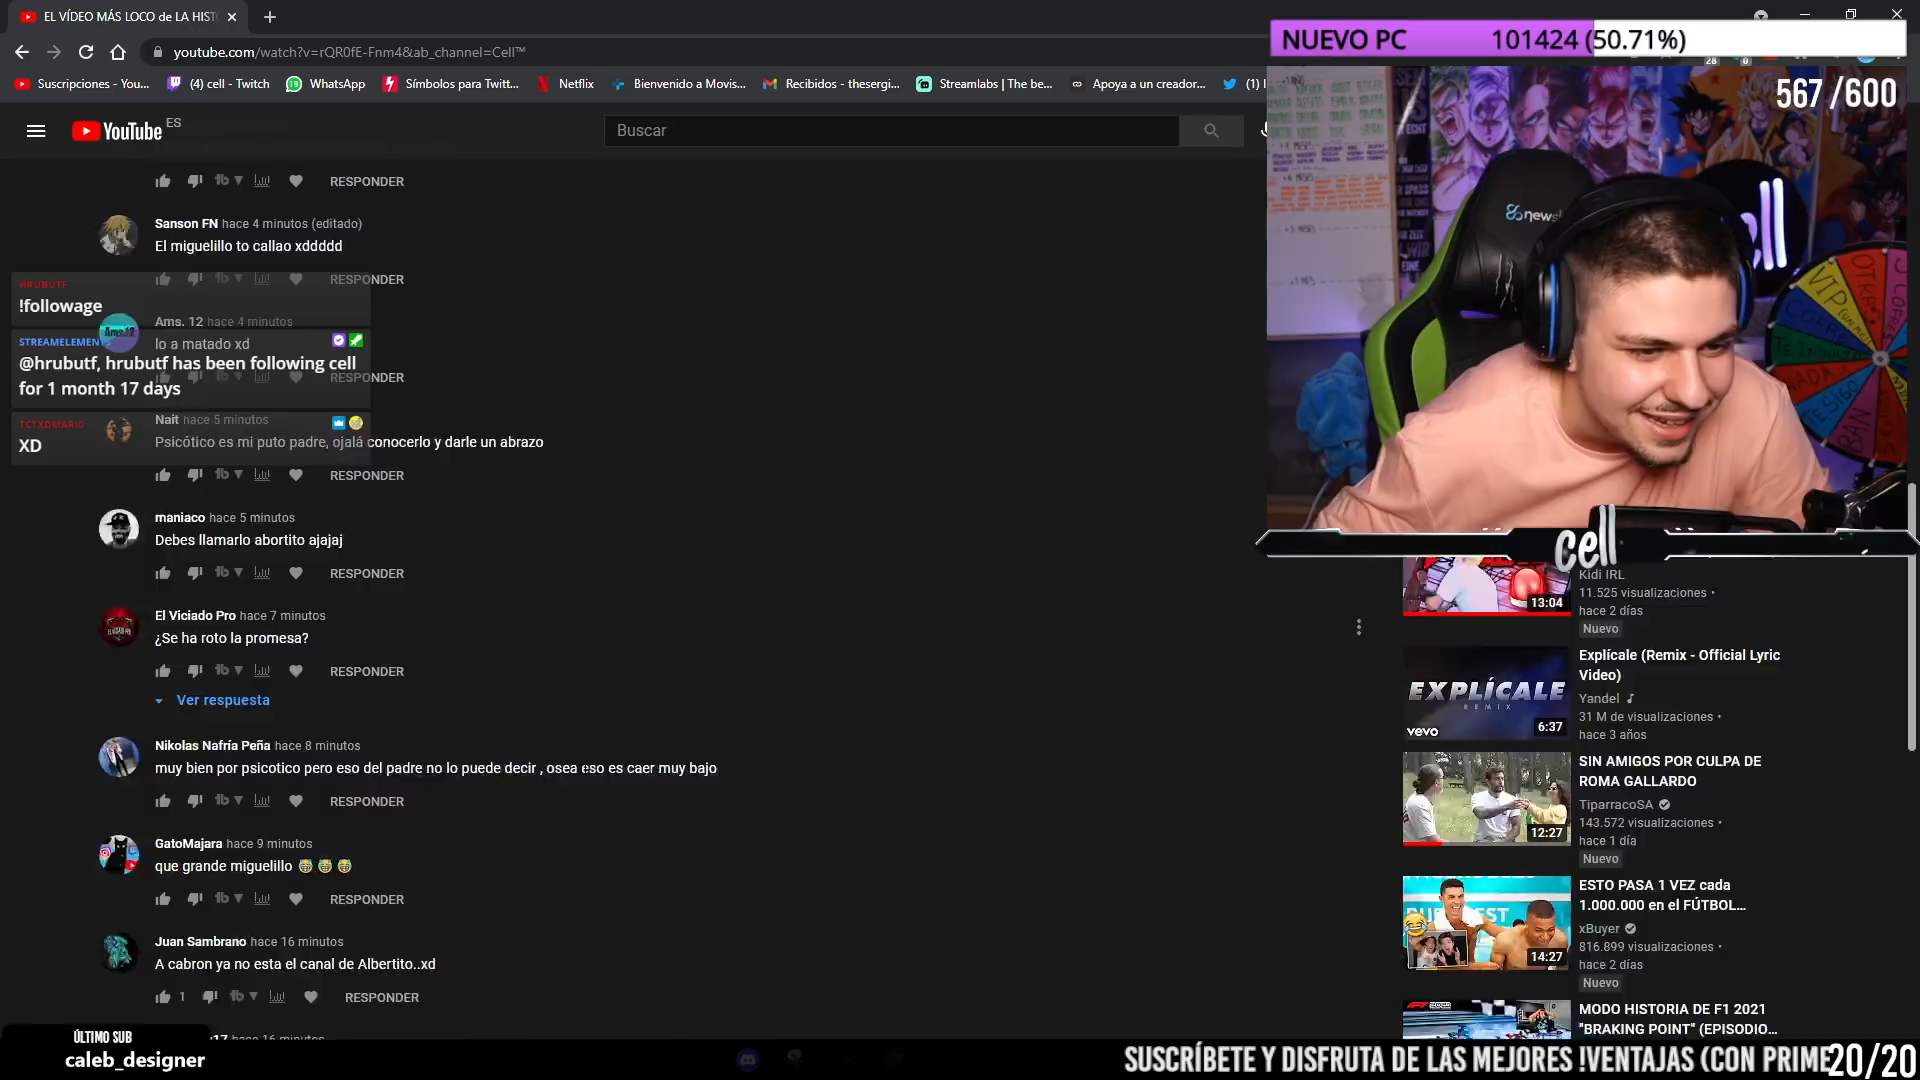 EL VÍDEO MÁS LOCO de LA HIST
youtube.com/watch?v=rQR0fE-Fnm4&ab_channel=Cell™
NUEVO PC 101424 (50.71%)
28
0
Suscripciones - You...
(4) cell - Twitch
WhatsApp
Símbolos para Twitt...
Netflix
Bienvenido a Movis...
Recibidos - thesergi...
Streamlabs | The be...
Apoya a un creador...
567 /600
YouTube ES
Buscar
RESPONDER
Sanson FN hace 4 minutos (editado)
El miguelillo to callao xddddd
RESPONDER
HRUBUTF
!followage
Ams. 12 hace 4 minutos
lo a matado xd
RESPONDER
STREAMELEMENTS
@hrubutf, hrubutf has been following cell
for 1 month 17 days
Nait hace 5 minutos
Psicótico es mi puto padre, ojalá conocerlo y darle un abrazo
RESPONDER
TCTXDMARIO
XD
maniaco hace 5 minutos
Debes llamarlo abortito ajajaj
RESPONDER
El Viciado Pro hace 7 minutos
¿Se ha roto la promesa?
RESPONDER
Ver respuesta
Nikolas Nafría Peña hace 8 minutos
muy bien por psicotico pero eso del padre no lo puede decir , osea eso es caer muy bajo
RESPONDER
GatoMajara hace 9 minutos
que grande miguelillo 😹 😹 😹
RESPONDER
Juan Sambrano hace 16 minutos
A cabron ya no esta el canal de Albertito..xd
1 RESPONDER
hace 16 minutos
ÚLTIMO SUB
caleb_designer
newskill
cell
VIP
13:04
Kidi IRL
11.525 visualizaciones •
hace 2 días
Nuevo
EXPLÍCALE
REMIX
vevo
6:37
Explícale (Remix - Official Lyric
Video)
Yandel
31 M de visualizaciones •
hace 3 años
12:27
SIN AMIGOS POR CULPA DE
ROMA GALLARDO
TiparracoSA
143.572 visualizaciones •
hace 1 día
Nuevo
14:27
ESTO PASA 1 VEZ cada
1.000.000 en el FÚTBOL...
xBuyer
816.899 visualizaciones •
hace 2 días
Nuevo
MODO HISTORIA DE F1 2021
"BRAKING POINT" (EPISODIO...
SUSCRÍBETE Y DISFRUTA DE LAS MEJORES !VENTAJAS (CON PRIME
20/20